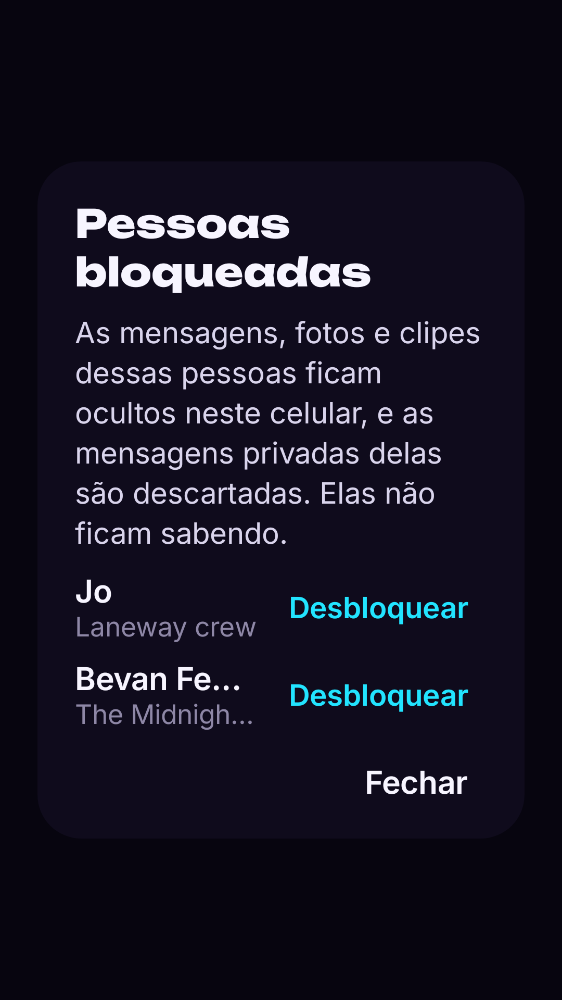 Pessoas
bloqueadas
As mensagens, fotos e clipes
dessas pessoas ficam
ocultos neste celular, e as
mensagens privadas delas
são descartadas. Elas não
ficam sabendo.
Jo
Laneway crew
Desbloquear
Bevan Fe...
The Midnigh...
Desbloquear
Fechar